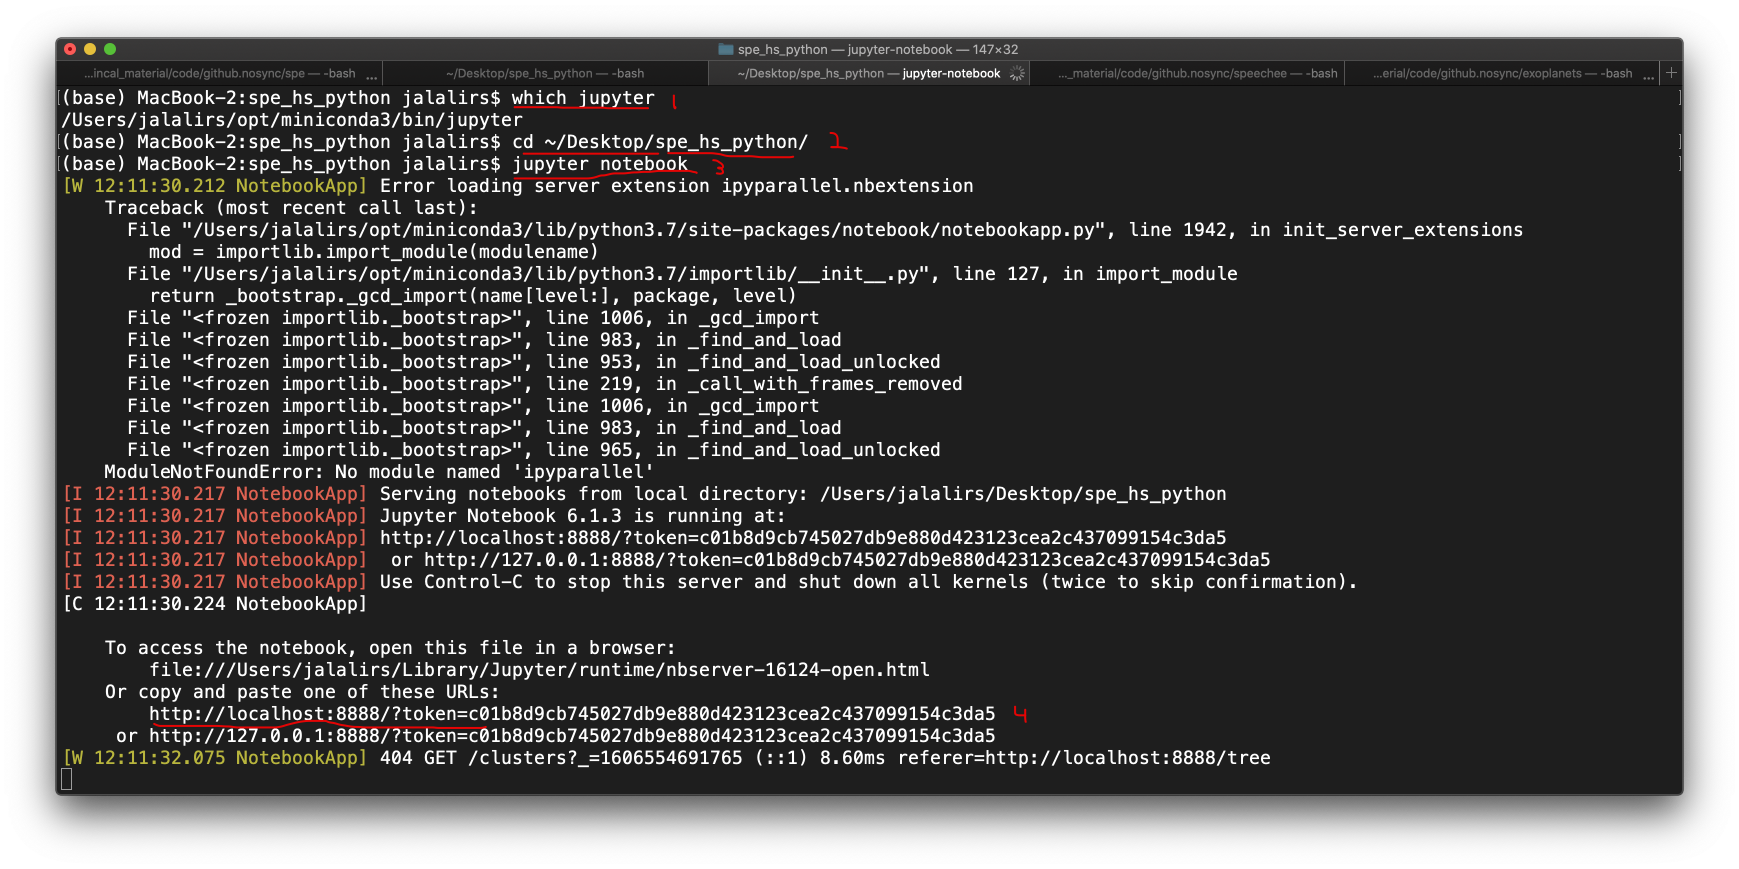 spe_hs_python — jupyter-notebook — 147×32
...incal_material/code/github.nosync/spe — -bash ...
~/Desktop/spe_hs_python — -bash
~/Desktop/spe_hs_python — jupyter-notebook
..._material/code/github.nosync/speechee — -bash
...erial/code/github.nosync/exoplanets — -bash ... +
[(base) MacBook-2:spe_hs_python jalalirs$ which jupyter 1 ]
/Users/jalalirs/opt/miniconda3/bin/jupyter
[(base) MacBook-2:spe_hs_python jalalirs$ cd ~/Desktop/spe_hs_python/ 2 ]
[(base) MacBook-2:spe_hs_python jalalirs$ jupyter notebook 3 ]
[W 12:11:30.212 NotebookApp] Error loading server extension ipyparallel.nbextension
Traceback (most recent call last):
File "/Users/jalalirs/opt/miniconda3/lib/python3.7/site-packages/notebook/notebookapp.py", line 1942, in init_server_extensions
mod = importlib.import_module(modulename)
File "/Users/jalalirs/opt/miniconda3/lib/python3.7/importlib/__init__.py", line 127, in import_module
return _bootstrap._gcd_import(name[level:], package, level)
File "<frozen importlib._bootstrap>", line 1006, in _gcd_import
File "<frozen importlib._bootstrap>", line 983, in _find_and_load
File "<frozen importlib._bootstrap>", line 953, in _find_and_load_unlocked
File "<frozen importlib._bootstrap>", line 219, in _call_with_frames_removed
File "<frozen importlib._bootstrap>", line 1006, in _gcd_import
File "<frozen importlib._bootstrap>", line 983, in _find_and_load
File "<frozen importlib._bootstrap>", line 965, in _find_and_load_unlocked
ModuleNotFoundError: No module named 'ipyparallel'
[I 12:11:30.217 NotebookApp] Serving notebooks from local directory: /Users/jalalirs/Desktop/spe_hs_python
[I 12:11:30.217 NotebookApp] Jupyter Notebook 6.1.3 is running at:
[I 12:11:30.217 NotebookApp] http://localhost:8888/?token=c01b8d9cb745027db9e880d423123cea2c437099154c3da5
[I 12:11:30.217 NotebookApp]  or http://127.0.0.1:8888/?token=c01b8d9cb745027db9e880d423123cea2c437099154c3da5
[I 12:11:30.217 NotebookApp] Use Control-C to stop this server and shut down all kernels (twice to skip confirmation).
[C 12:11:30.224 NotebookApp]
To access the notebook, open this file in a browser:
file:///Users/jalalirs/Library/Jupyter/runtime/nbserver-16124-open.html
Or copy and paste one of these URLs:
http://localhost:8888/?token=c01b8d9cb745027db9e880d423123cea2c437099154c3da5 4
or http://127.0.0.1:8888/?token=c01b8d9cb745027db9e880d423123cea2c437099154c3da5
[W 12:11:32.075 NotebookApp] 404 GET /clusters?_=1606554691765 (::1) 8.60ms referer=http://localhost:8888/tree